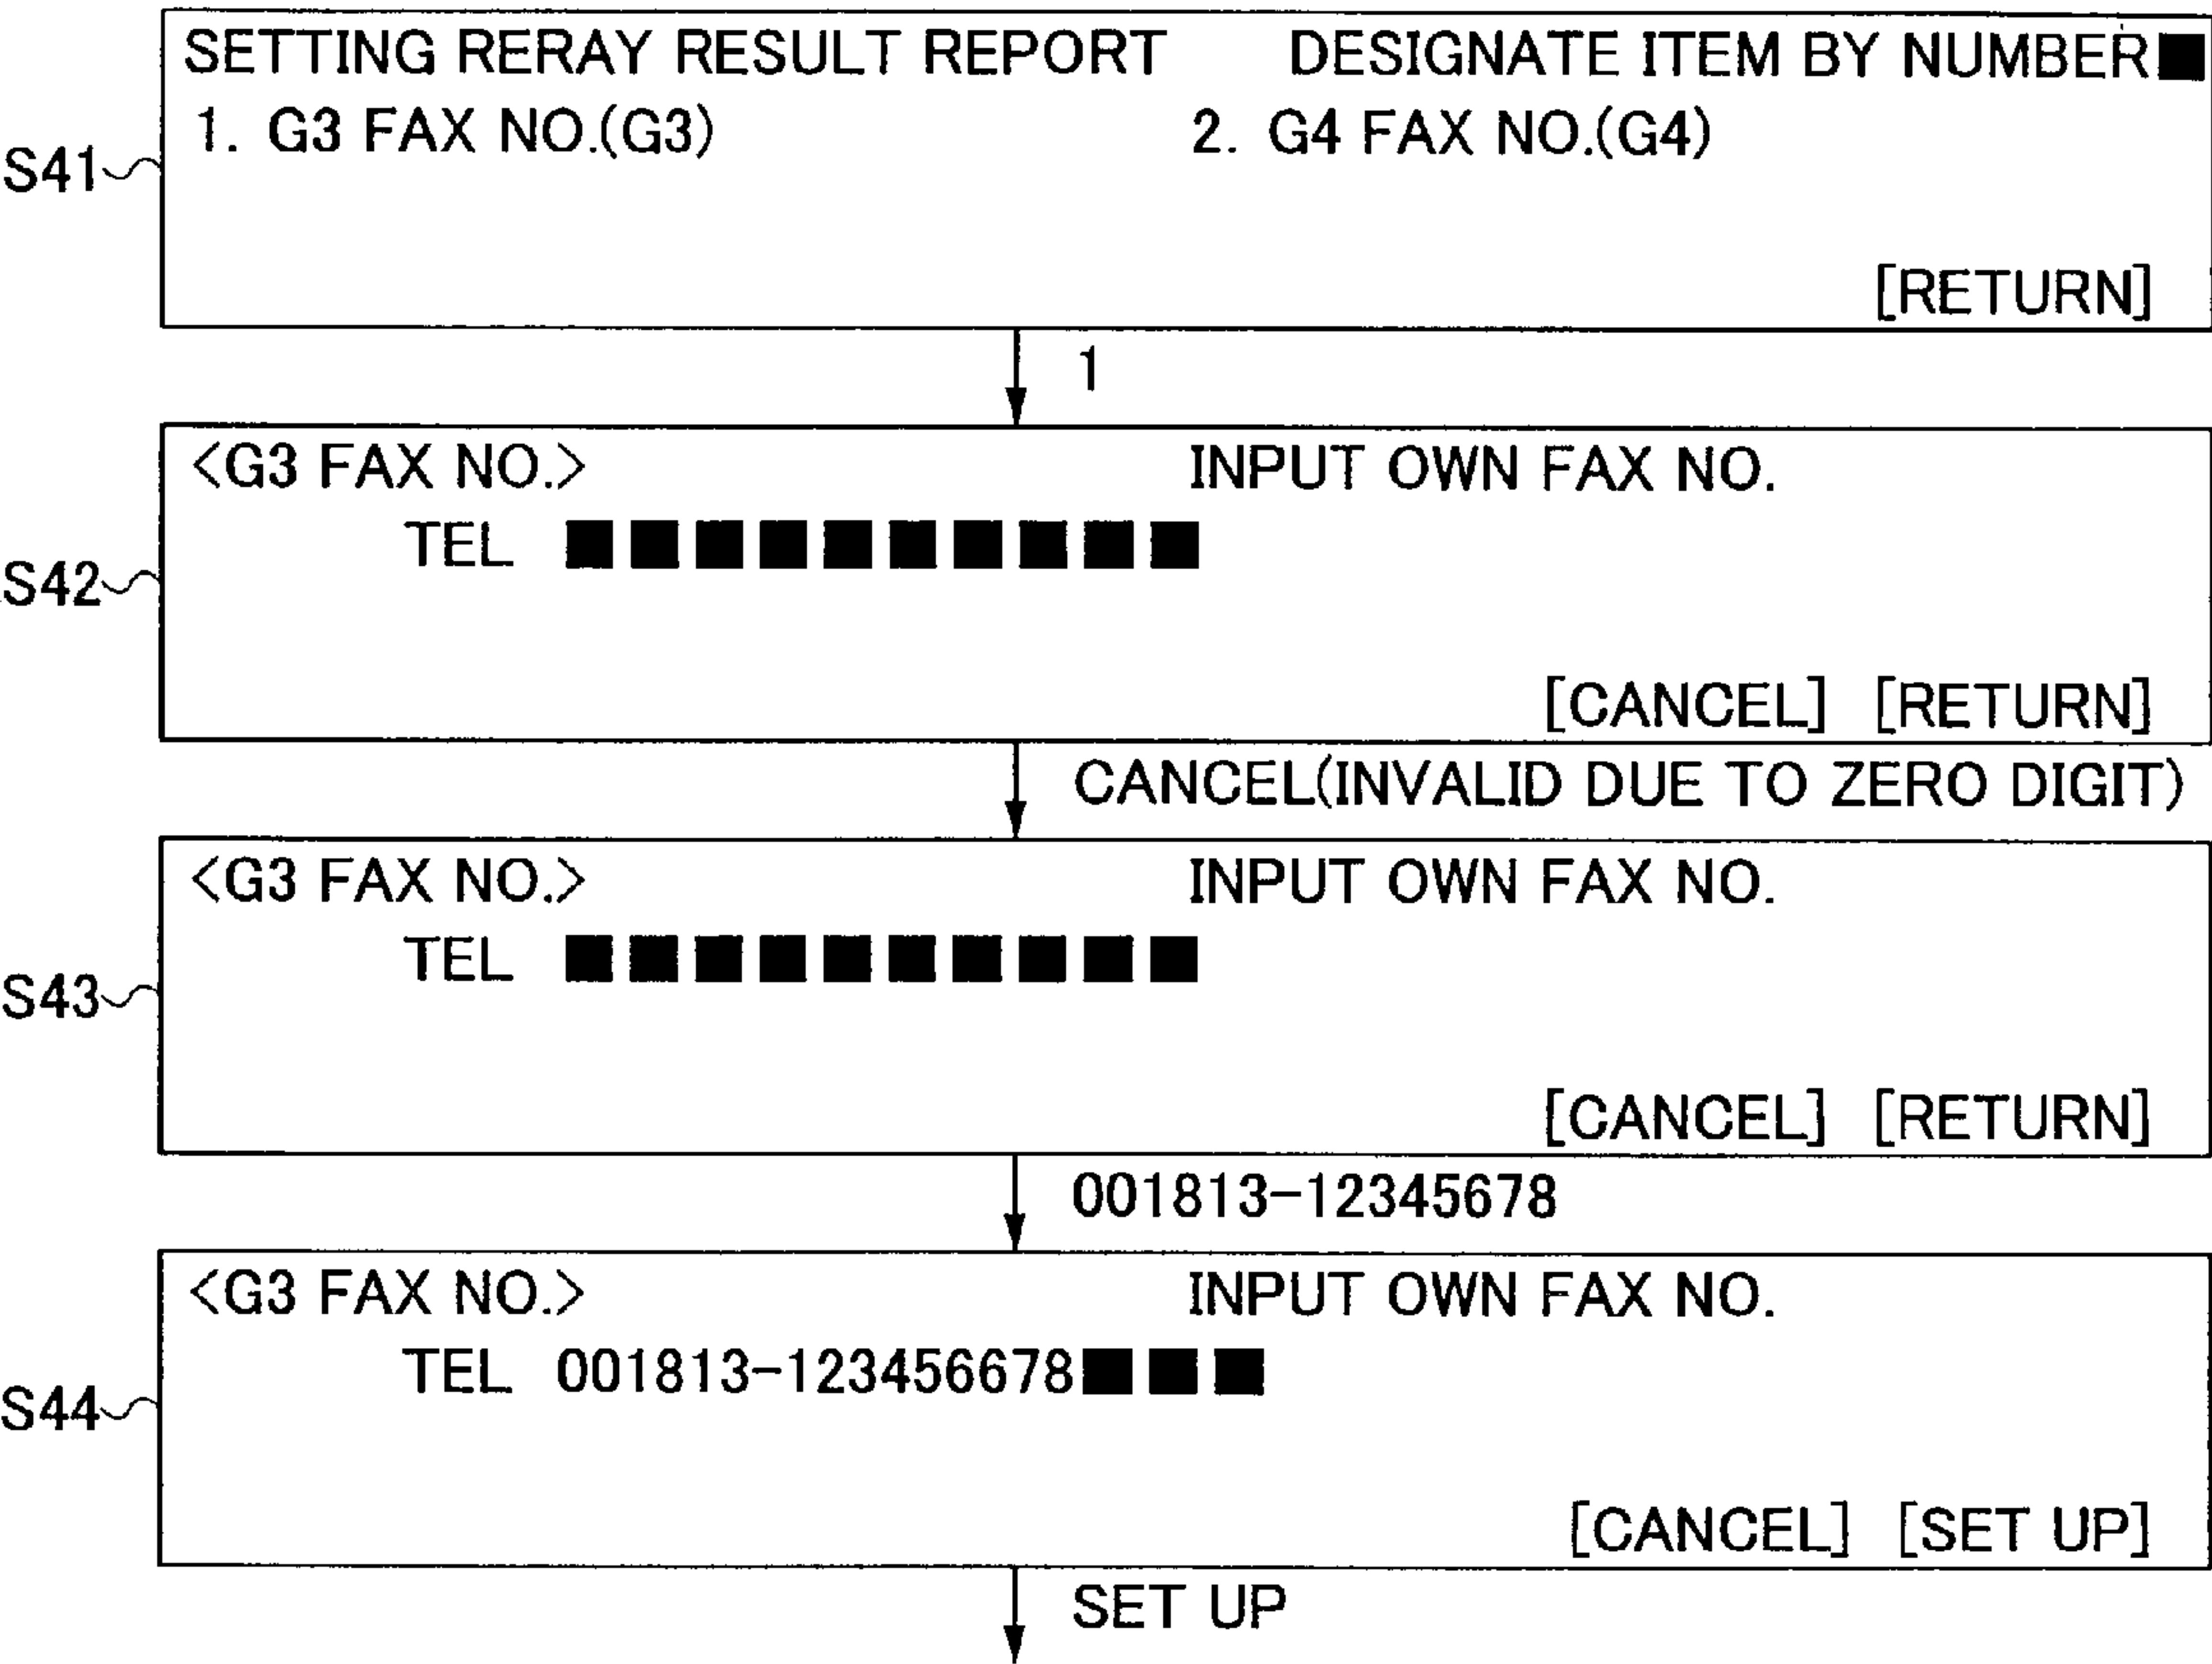 SETTING RERAY RESULT REPORT DESIGNATE ITEM BY NUMBER■
1. G3 FAX NO.(G3) 2. G4 FAX NO.(G4)
S41
[RETURN]
1
<G3 FAX NO.> INPUT OWN FAX NO.
TEL ■■■■■■■■■■
S42
[CANCEL] [RETURN]
CANCEL(INVALID DUE TO ZERO DIGIT)
<G3 FAX NO.> INPUT OWN FAX NO.
TEL ■■■■■■■■■■
S43
[CANCEL] [RETURN]
001813-12345678
<G3 FAX NO.> INPUT OWN FAX NO.
TEL 001813-123456678■■■
S44
[CANCEL] [SET UP]
SET UP